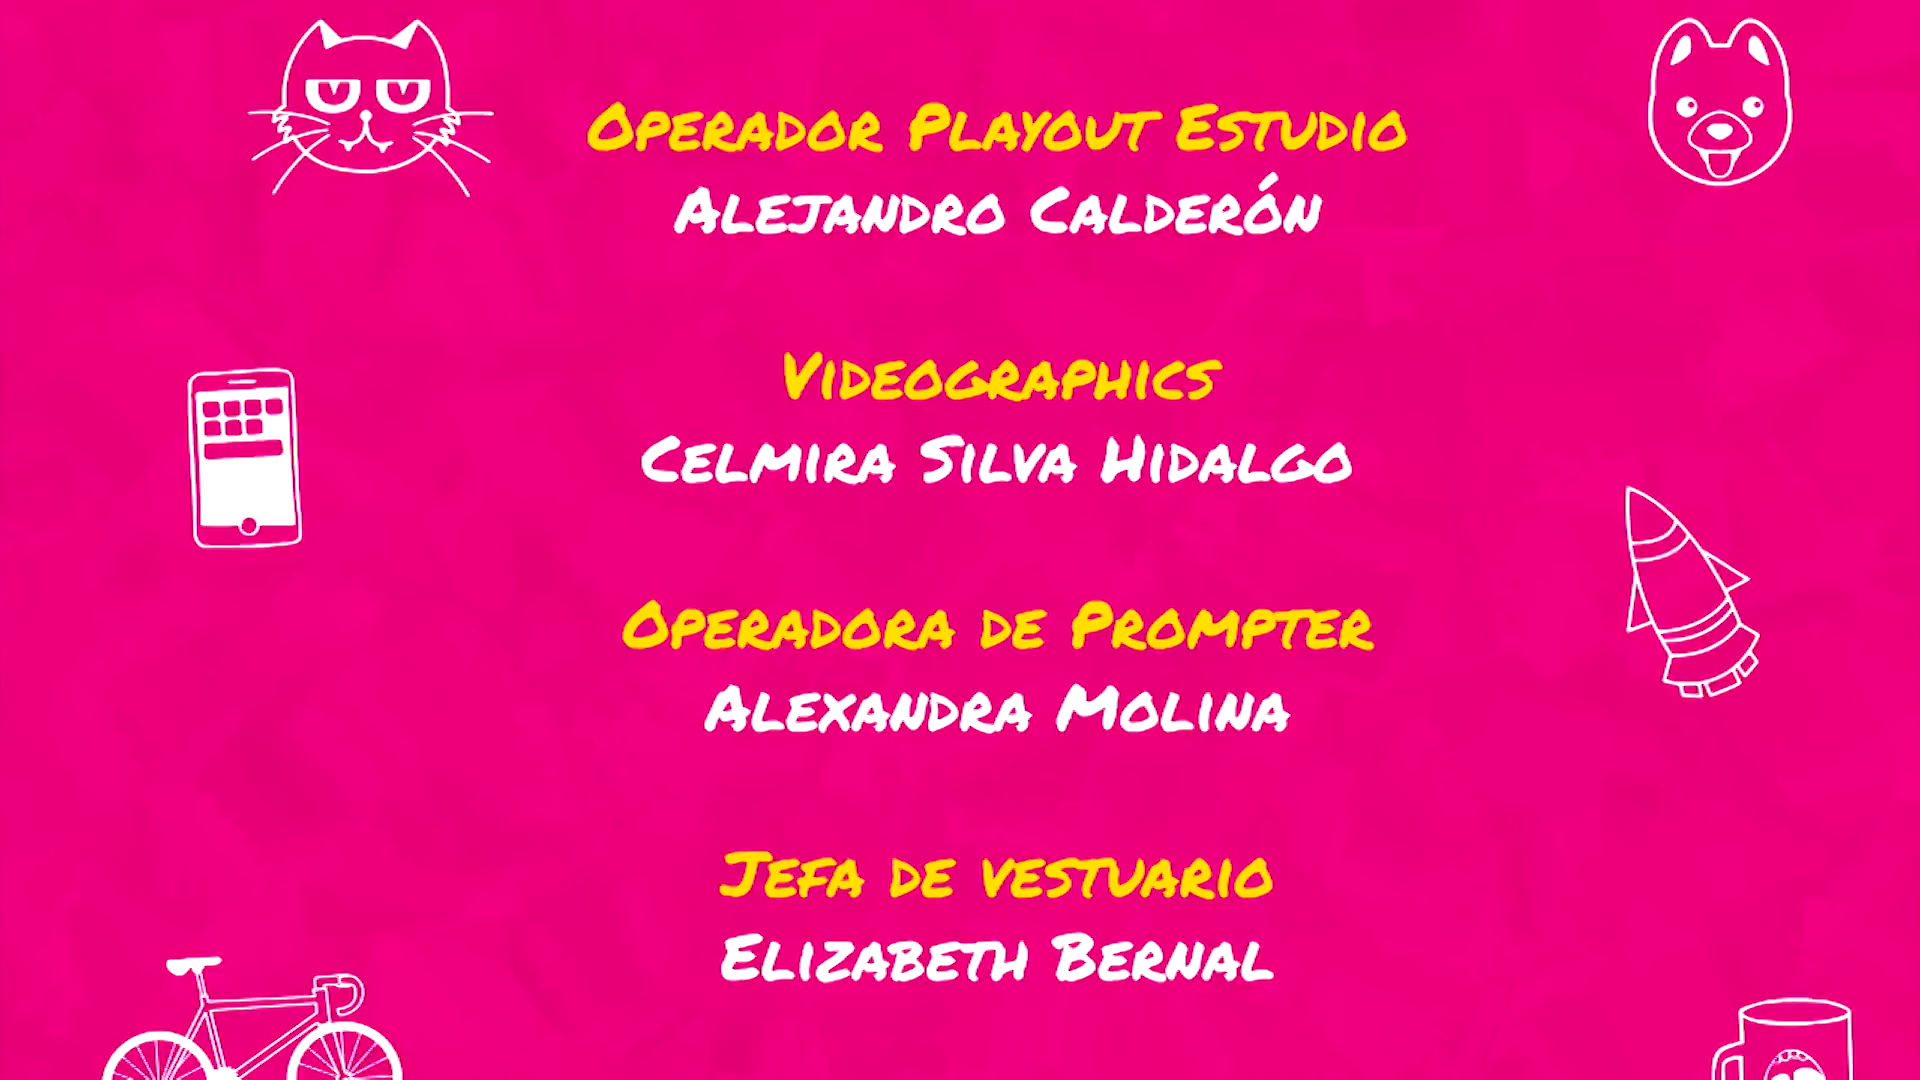 Operador Playout Estudio
Alejandro Calderón
Videographics
Celmira Silva Hidalgo
Operadora de Prompter
Alexandra Molina
Jefa de vestuario
Elizabeth Bernal